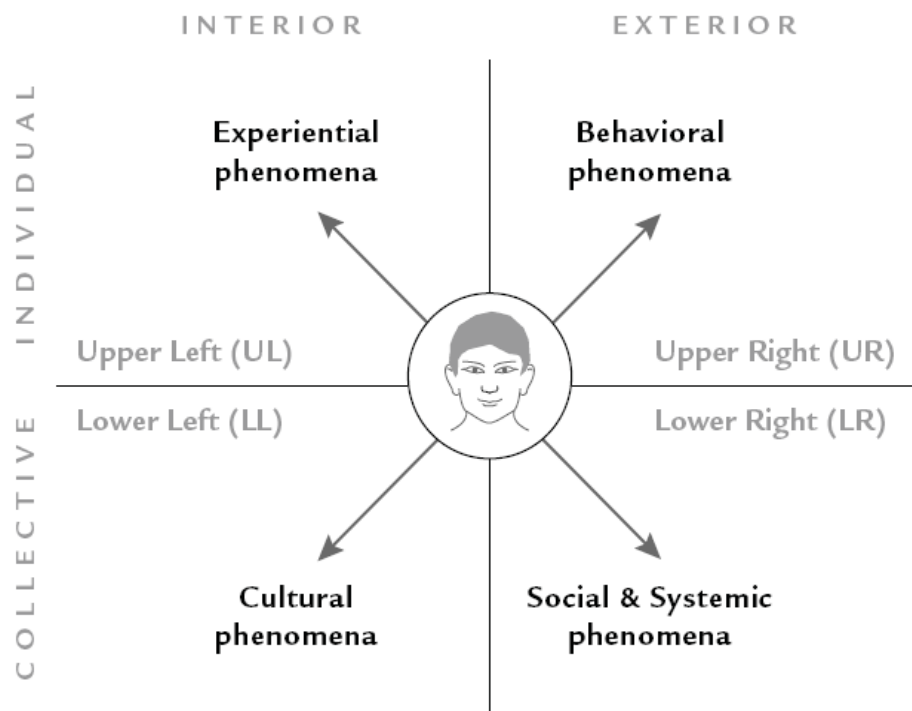 INTERIOR
EXTERIOR
INDIVIDUAL
Experiential
phenomena
Behavioral
phenomena
Upper Left (UL)
Upper Right (UR)
COLLECTIVE
Lower Left (LL)
Lower Right (LR)
Cultural
phenomena
Social & Systemic
phenomena